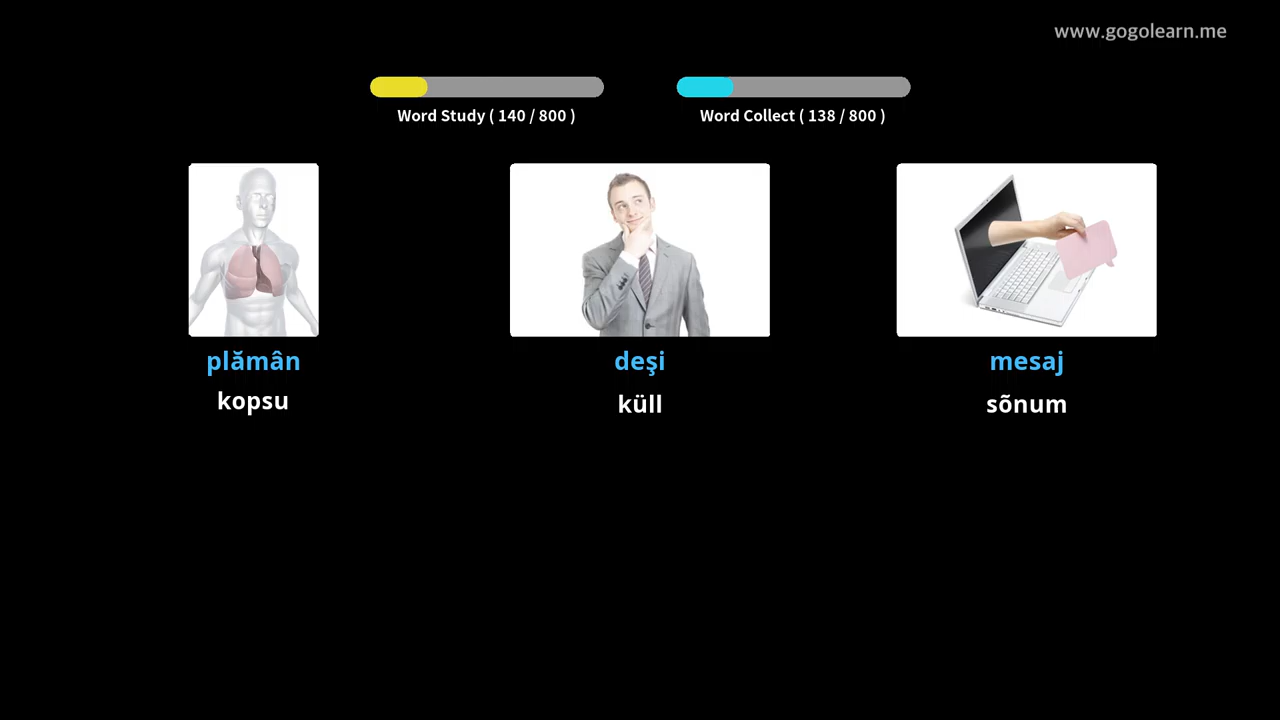 www.gogolearn.me
Word Study ( 140 / 800 )
Word Collect ( 138 / 800 )
plămân
deşi
mesaj
kopsu
küll
sõnum